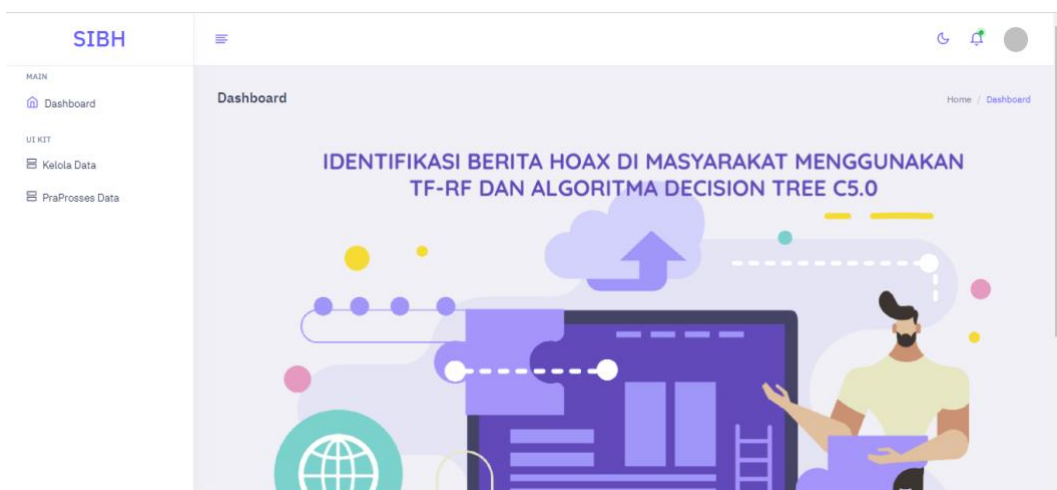 SIBH
MAIN
Dashboard
UI KIT
Kelola Data
PraProsses Data
Dashboard
Home / Dashboard
IDENTIFIKASI BERITA HOAX DI MASYARAKAT MENGGUNAKAN
TF-RF DAN ALGORITMA DECISION TREE C5.0